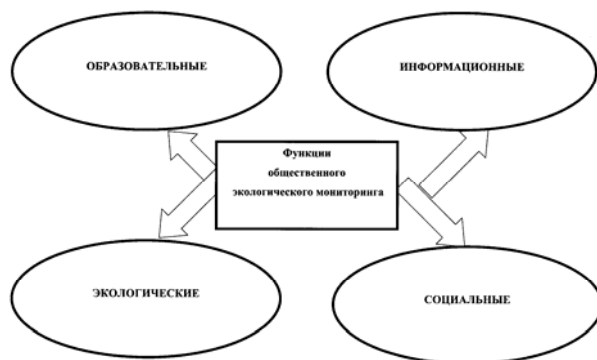 ОБРАЗОВАТЕЛЬНЫЕ
ИНФОРМАЦИОННЫЕ
Функции
общественного
экологического мониторинга
ЭКОЛОГИЧЕСКИЕ
СОЦИАЛЬНЫЕ